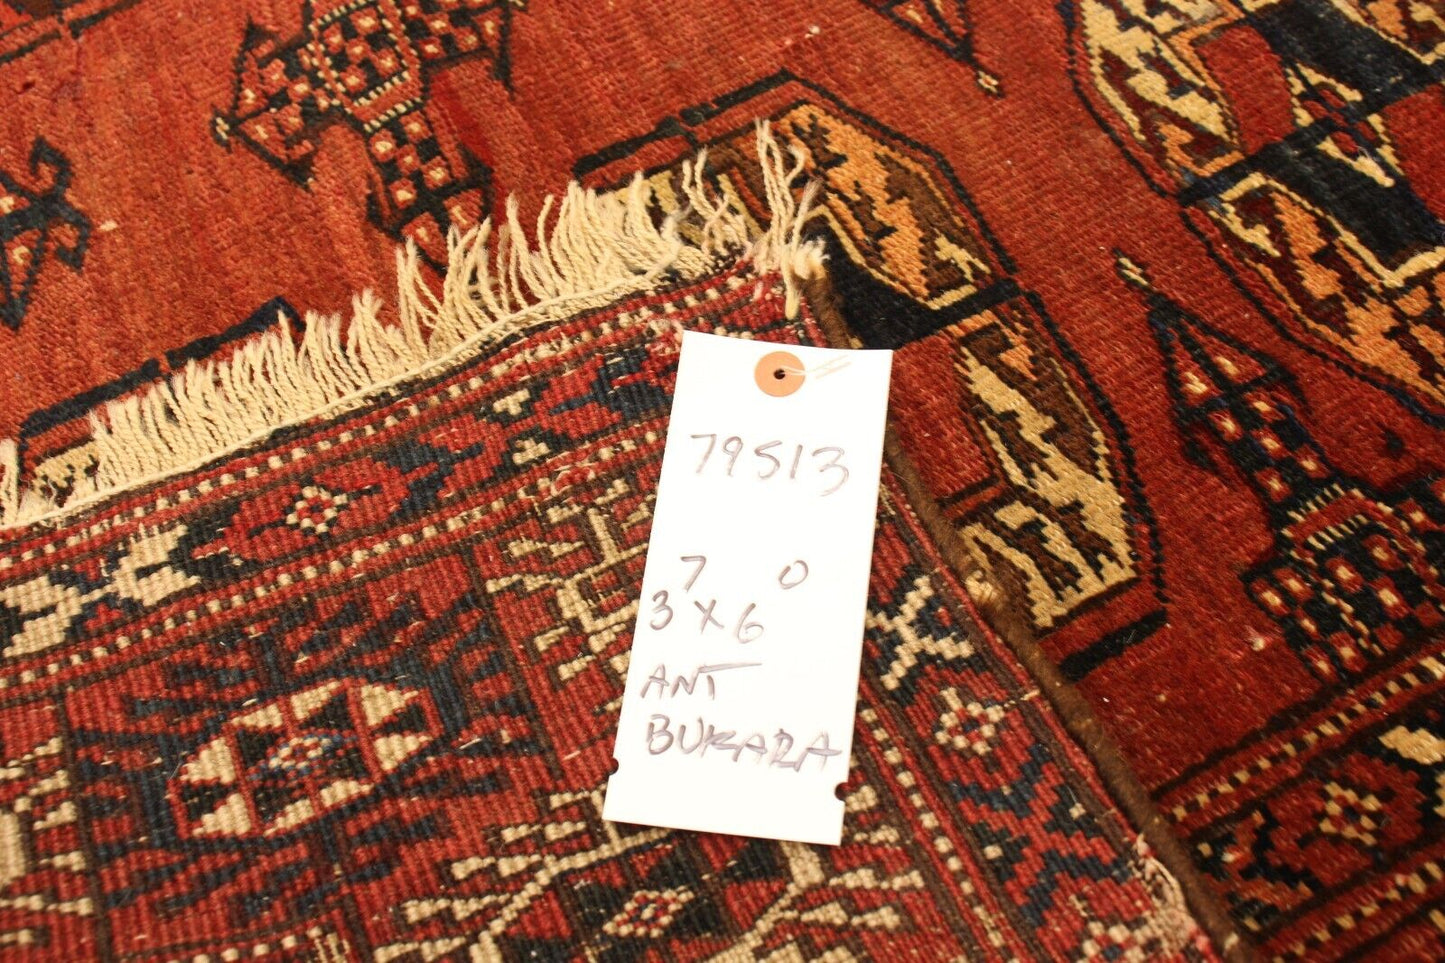 79513
7 0
3 X 6
ANT
BUKARA